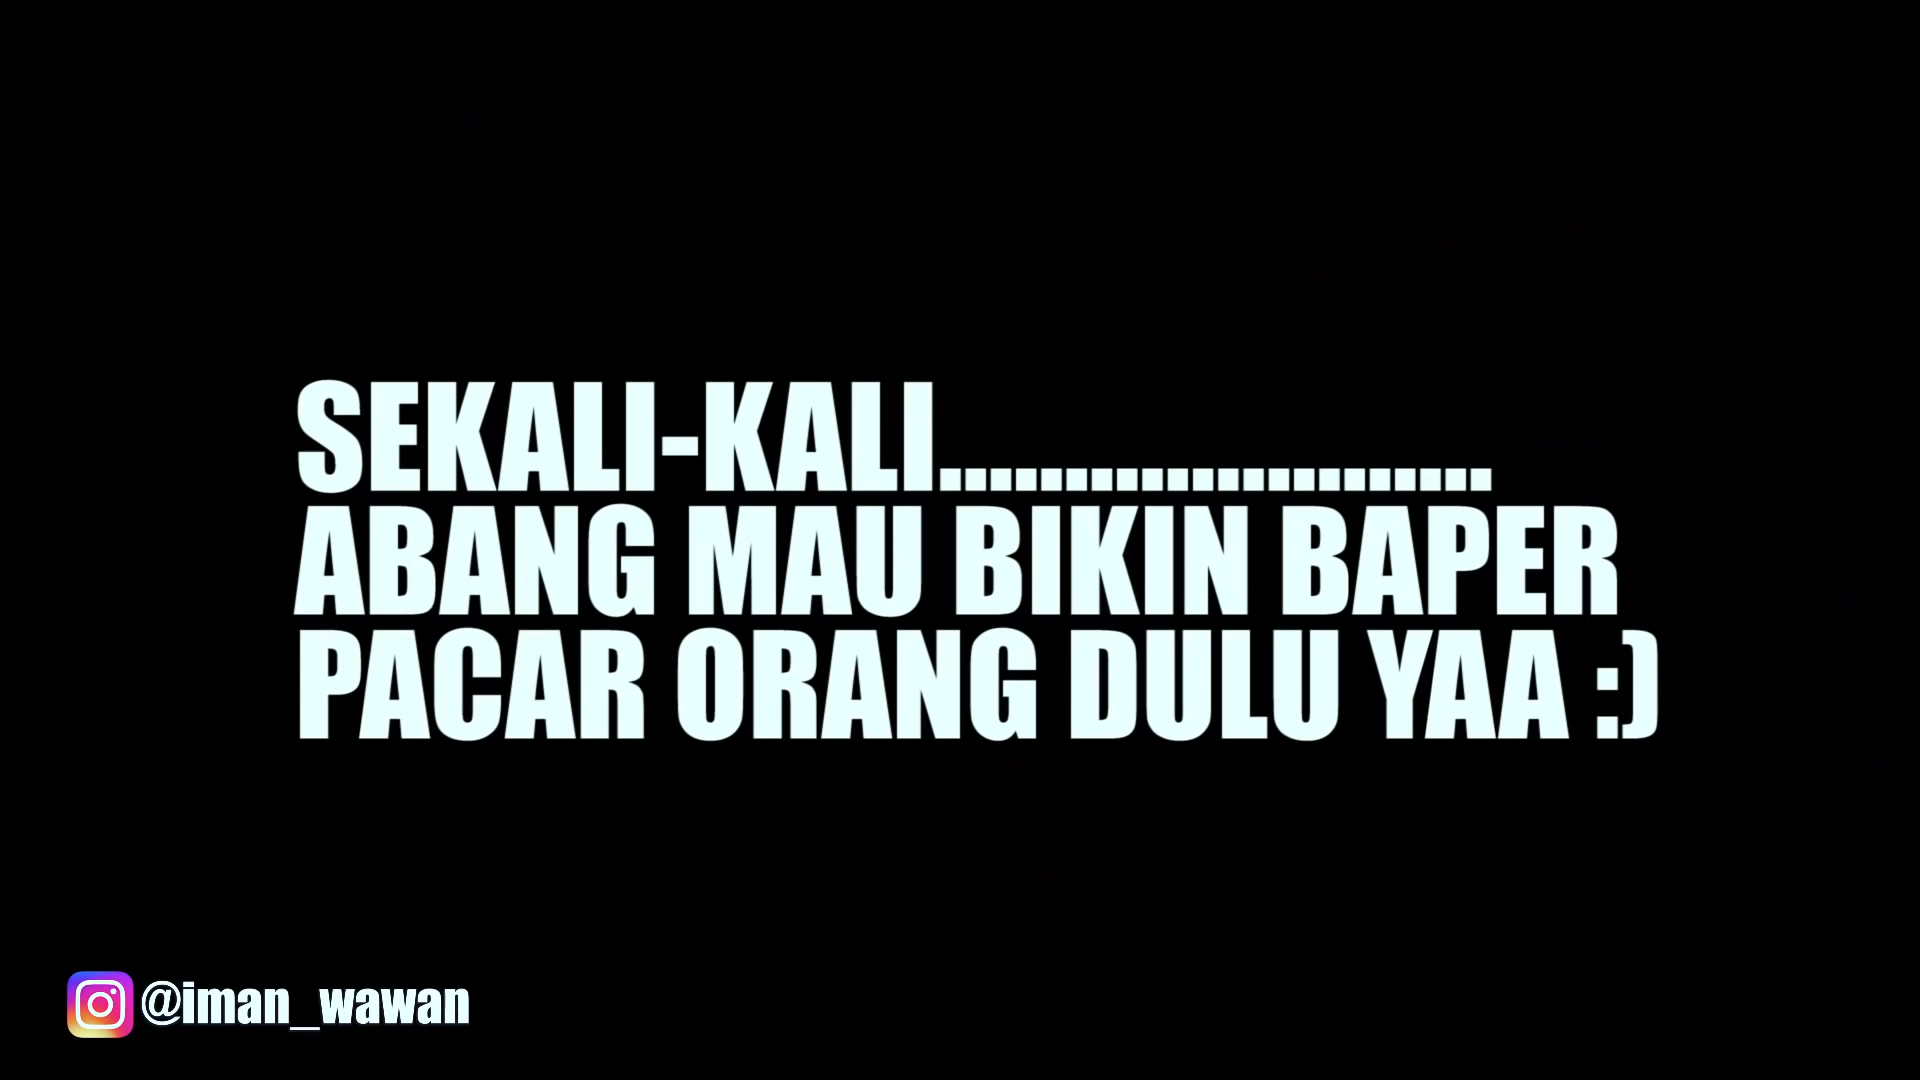 SEKALI-KALI......................
ABANG MAU BIKIN BAPER
PACAR ORANG DULU YAA :)
@iman_wawan